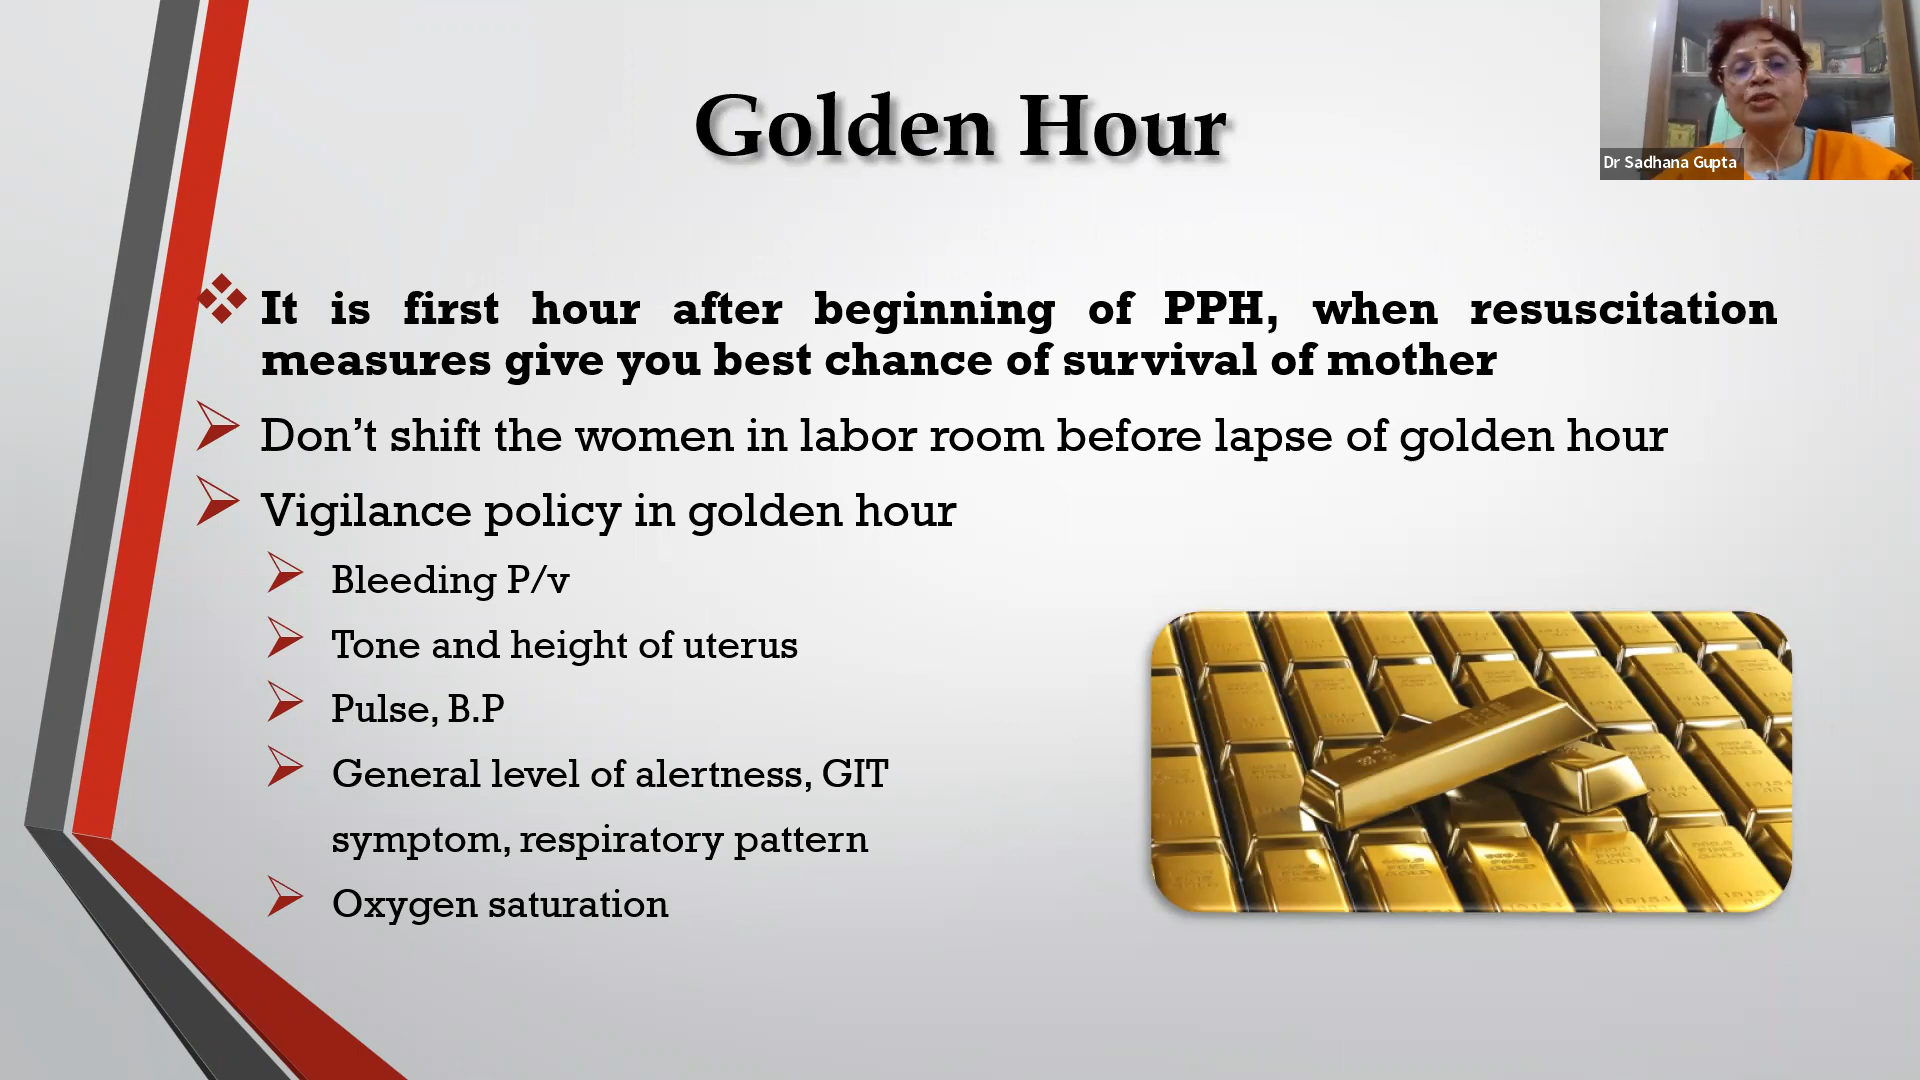 Golden Hour
Dr Sadhana Gupta
It is first hour after beginning of PPH, when resuscitation
measures give you best chance of survival of mother
Don't shift the women in labor room before lapse of golden hour
Vigilance policy in golden hour
Bleeding P/v
Tone and height of uterus
Pulse, B.P
General level of alertness, GIT
symptom, respiratory pattern
Oxygen saturation